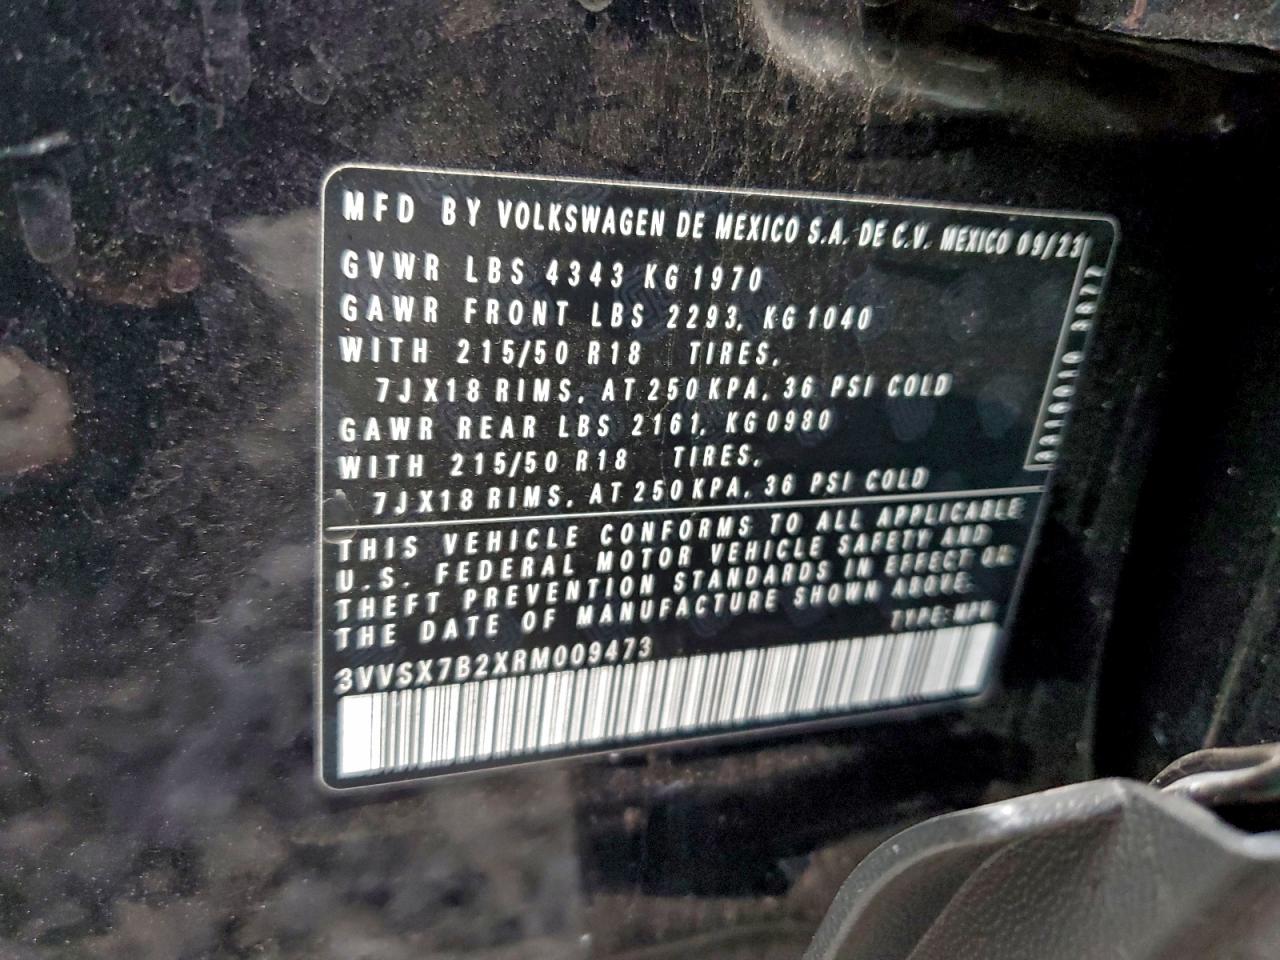 MFD BY VOLKSWAGEN DE MEXICO S.A. DE C.V. MEXICO 09/23
GVWR LBS 4343 KG 1970
GAWR FRONT LBS 2293, KG 1040
WITH 215/50 R18 TIRES,
7JX18 RIMS, AT 250 KPA, 36 PSI COLD
GAWR REAR LBS 2161, KG 0980
WITH 215/50 R18 TIRES,
7JX18 RIMS, AT 250 KPA, 36 PSI COLD
THIS VEHICLE CONFORMS TO ALL APPLICABLE
U.S. FEDERAL MOTOR VEHICLE SAFETY AND
THEFT PREVENTION STANDARDS IN EFFECT ON
THE DATE OF MANUFACTURE SHOWN ABOVE.
TYPE: MPV
3VVSX7B2XRM009473